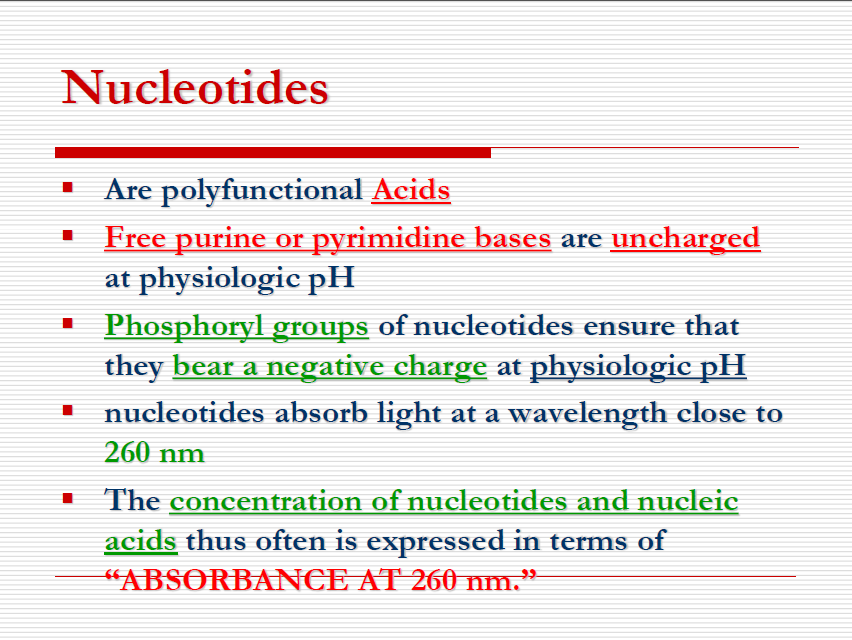 Nucleotides
Are polyfunctional Acids
Free purine or pyrimidine bases are uncharged
at physiologic pH
Phosphoryl groups of nucleotides ensure that
they bear a negative charge at physiologic pH
nucleotides absorb light at a wavelength close to
260 nm
The concentration of nucleotides and nucleic
acids thus often is expressed in terms of
“ABSORBANCE AT 260 nm.”